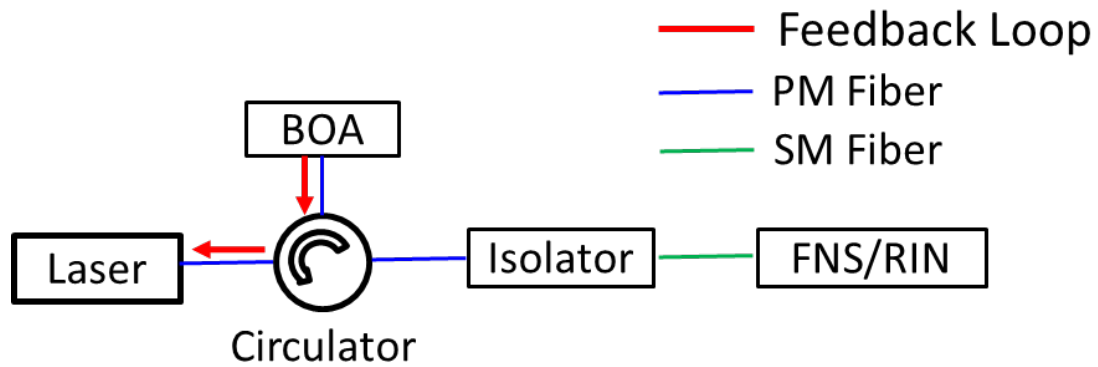 Feedback Loop
PM Fiber
SM Fiber
BOA
Laser
Isolator
FNS/RIN
Circulator